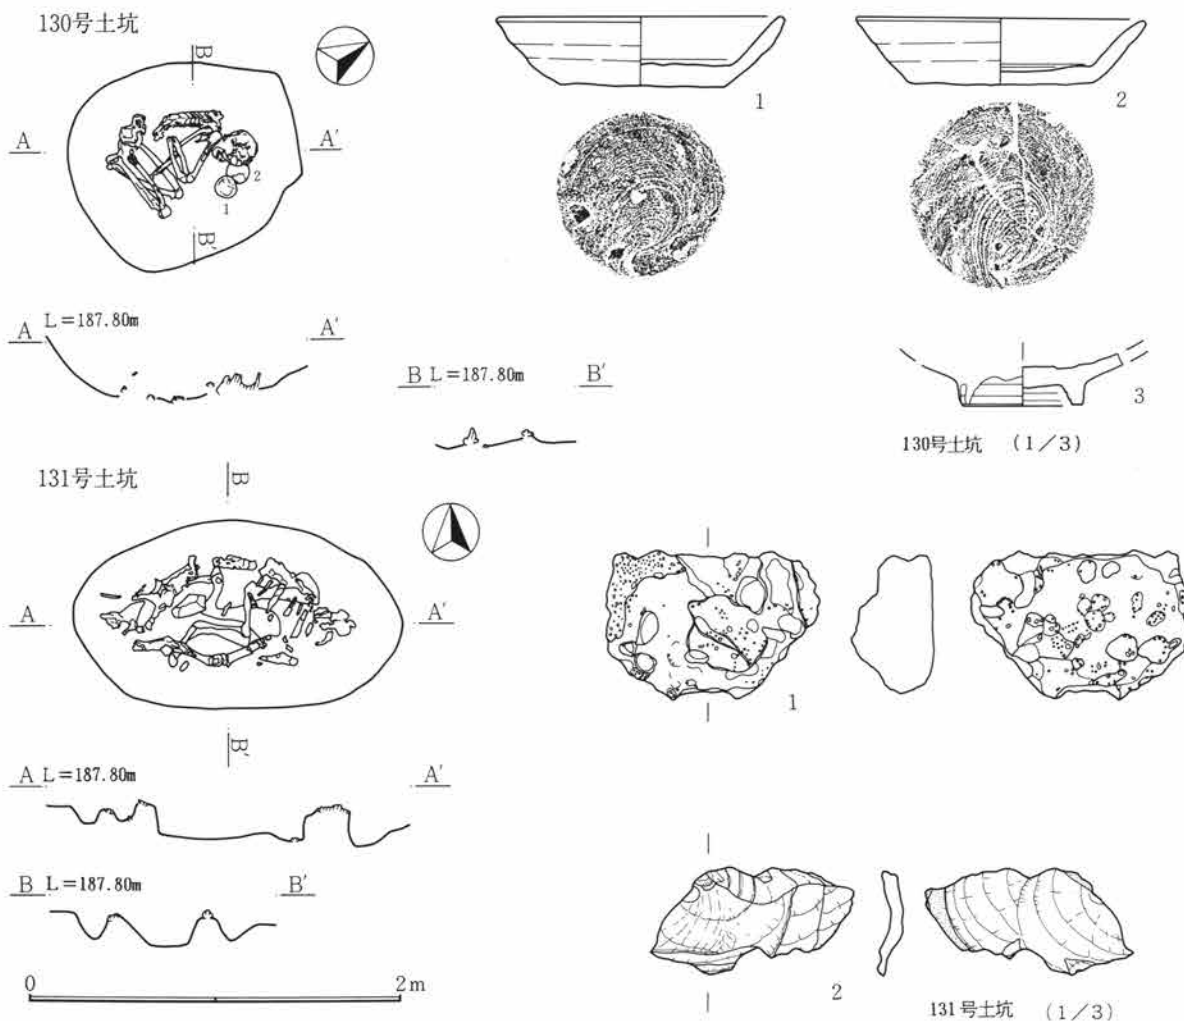 130号土坑
B
A A'
2
1
B'
A L=187.80m A'
B L=187.80m B'
1
2
3
130号土坑 (1/3)
131号土坑
B
A A'
B'
A L=187.80m A'
B L=187.80m B'
0 2m
1
2
131号土坑 (1/3)